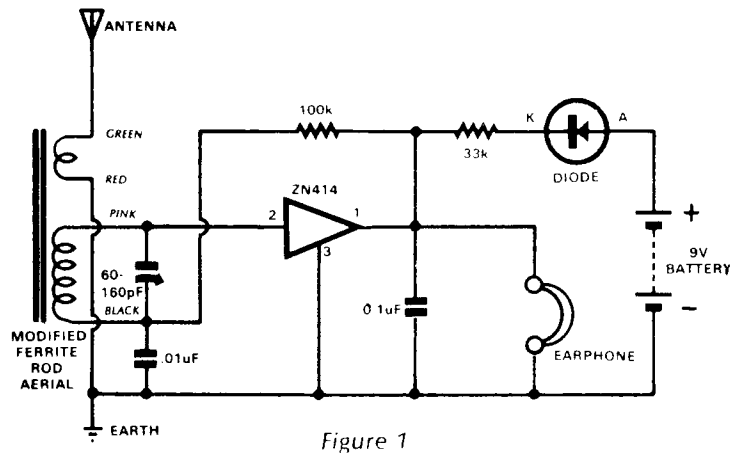 ANTENNA
GREEN
RED
PINK
BLACK
60-
160pF
.01uF
MODIFIED
FERRITE
ROD
AERIAL
EARTH
100k
33k
K
A
DIODE
ZN414
2
1
3
0.1uF
EARPHONE
+
9V
BATTERY
-
Figure 1